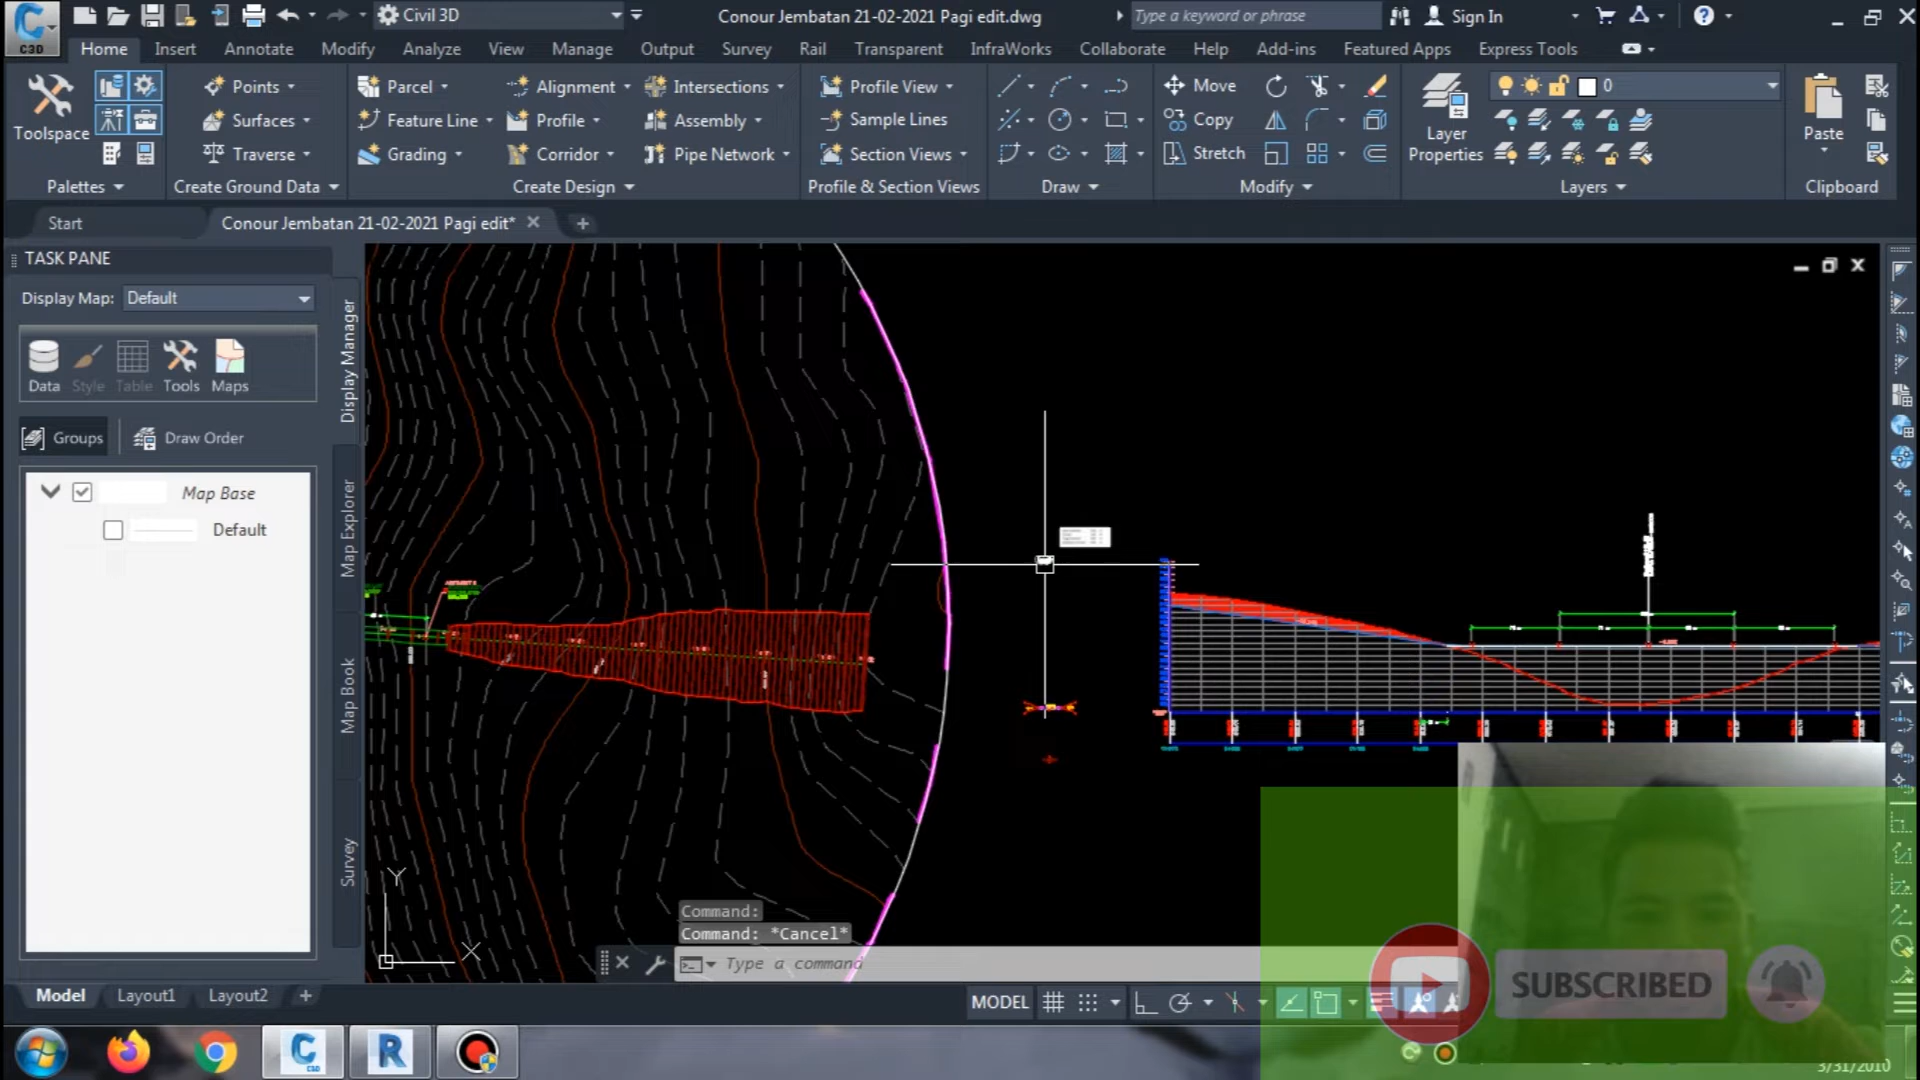 Civil 3D
Conour Jembatan 21-02-2021 Pagi edit.dwg
Type a keyword or phrase
Sign In
C3D
Home
Insert
Annotate
Modify
Analyze
View
Manage
Output
Survey
Rail
Transparent
InfraWorks
Collaborate
Help
Add-ins
Featured Apps
Express Tools
Toolspace
Points
Surfaces
Traverse
Parcel
Feature Line
Grading
Alignment
Profile
Corridor
Intersections
Assembly
Pipe Network
Profile View
Sample Lines
Section Views
Move
Copy
Stretch
Layer
Properties
0
Paste
Palettes
Create Ground Data
Create Design
Profile & Section Views
Draw
Modify
Layers
Clipboard
Start
Conour Jembatan 21-02-2021 Pagi edit*
TASK PANE
Display Map: Default
Data
Style
Table
Tools
Maps
Groups
Draw Order
Map Base
Default
Display Manager
Map Explorer
Map Book
Survey
Y
X
Command:
Command: *Cancel*
Type a command
Model
Layout1
Layout2
MODEL
SUBSCRIBED
C3D
R
3/31/2010